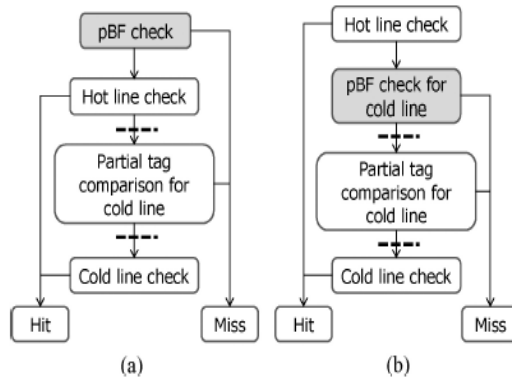 pBF check
Hot line check
Partial tag
comparison for
cold line
Cold line check
Hit
Miss
(a)
Hot line check
pBF check for
cold line
Partial tag
comparison for
cold line
Cold line check
Hit
Miss
(b)